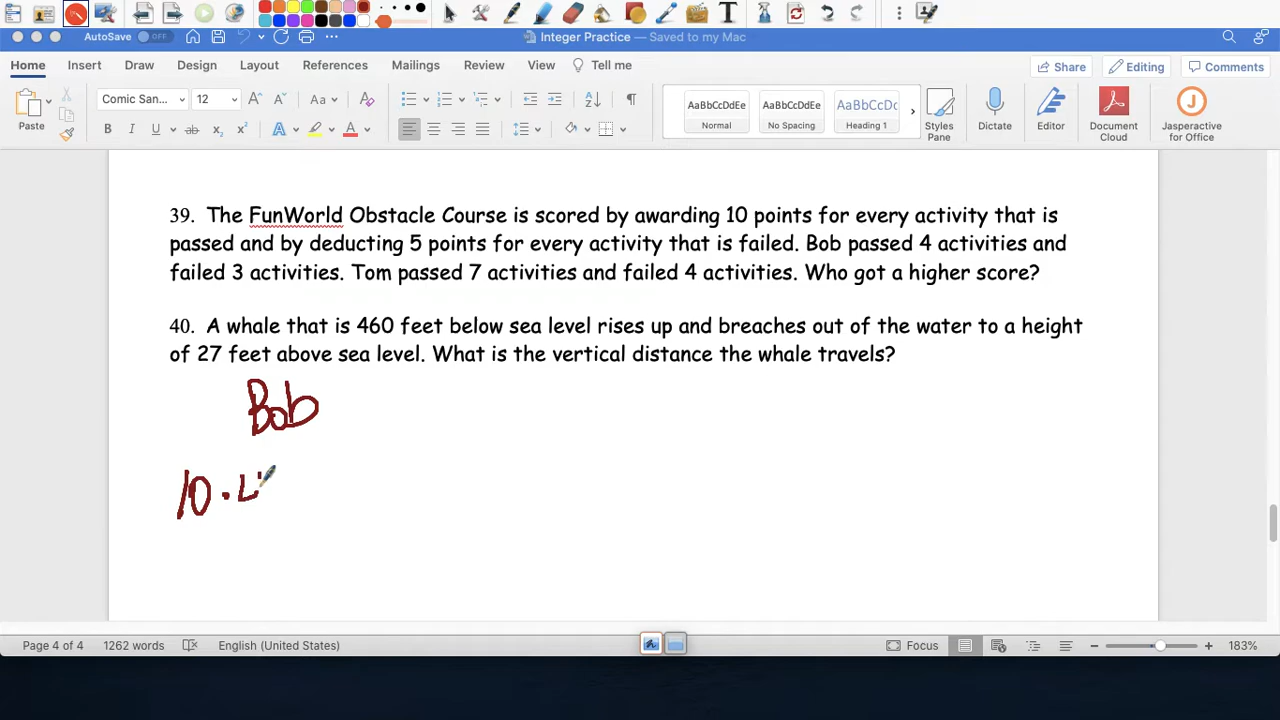 AutoSave OFF
Integer Practice — Saved to my Mac
Home Insert Draw Design Layout References Mailings Review View Tell me
Share Editing Comments
Paste
Comic San... 12
Aa
B I U ab x₂ x² A A
AaBbCcDdEe Normal
AaBbCcDdEe No Spacing
AaBbCcDc Heading 1
Styles Pane
Dictate
Editor
Document Cloud
Jasperactive for Office
39. The FunWorld Obstacle Course is scored by awarding 10 points for every activity that is
passed and by deducting 5 points for every activity that is failed. Bob passed 4 activities and
failed 3 activities. Tom passed 7 activities and failed 4 activities. Who got a higher score?
40. A whale that is 460 feet below sea level rises up and breaches out of the water to a height
of 27 feet above sea level. What is the vertical distance the whale travels?
Bob
10 ·
Page 4 of 4 1262 words English (United States) Focus 183%